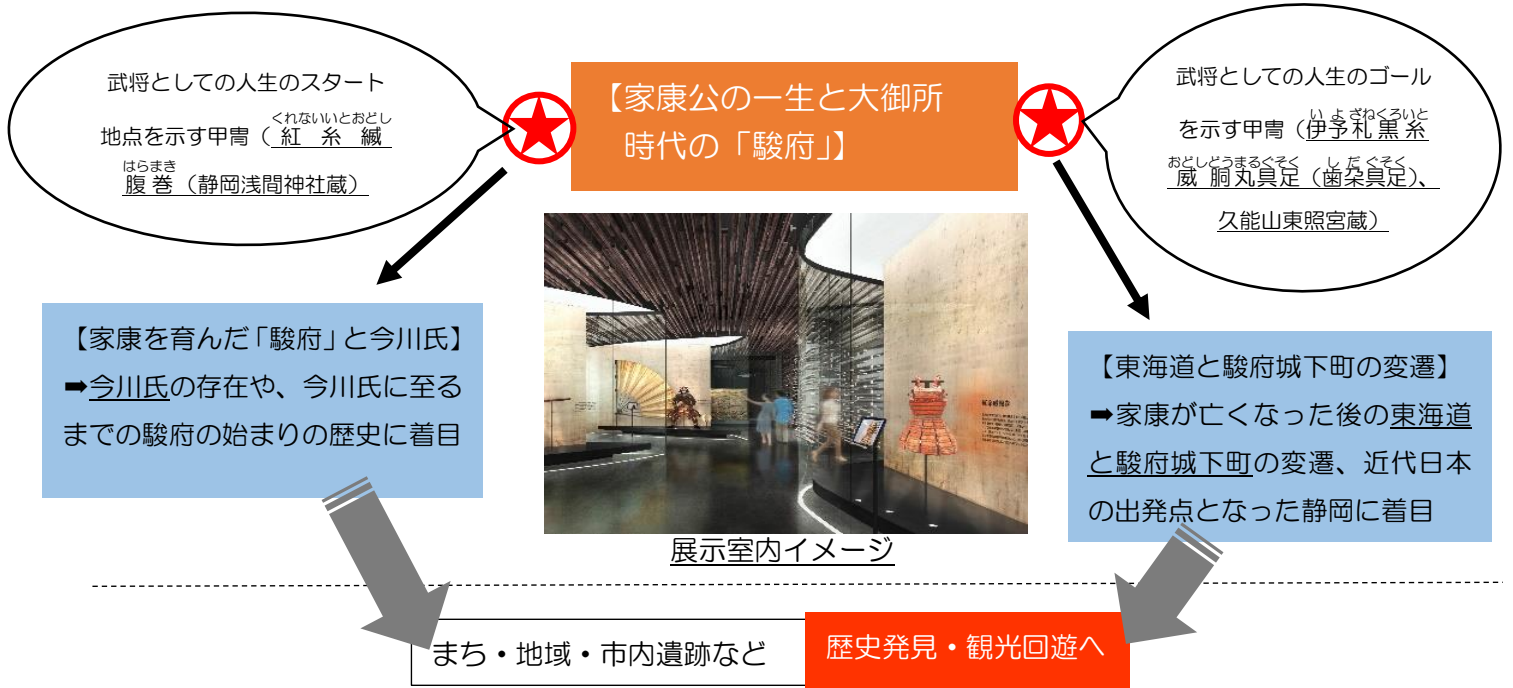 武将としての人生のスタート
地点を示す甲冑（紅糸縅
くれないいとおどし
腹巻（静岡浅間神社蔵）
はらまき
【家康公の一生と大御所
時代の「駿府」】
武将としての人生のゴール
を示す甲冑（伊予札黒糸
いよざねくろいと
威胴丸具足（歯朶具足）、
おどしどうまるぐそく しだぐそく
久能山東照宮蔵）
【家康を育んだ「駿府」と今川氏】
➡今川氏の存在や、今川氏に至る
までの駿府の始まりの歴史に着目
展示室内イメージ
【東海道と駿府城下町の変遷】
➡家康が亡くなった後の東海道
と駿府城下町の変遷、近代日本
の出発点となった静岡に着目
まち・地域・市内遺跡など
歴史発見・観光回遊へ